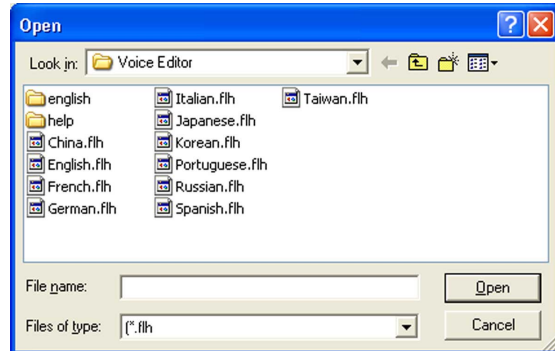 Open
Look in: Voice Editor
english
help
China.flh
English.flh
French.flh
German.flh
Italian.flh
Japanese.flh
Korean.flh
Portuguese.flh
Russian.flh
Spanish.flh
Taiwan.flh
File name:
Open
Files of type: (*.flh
Cancel